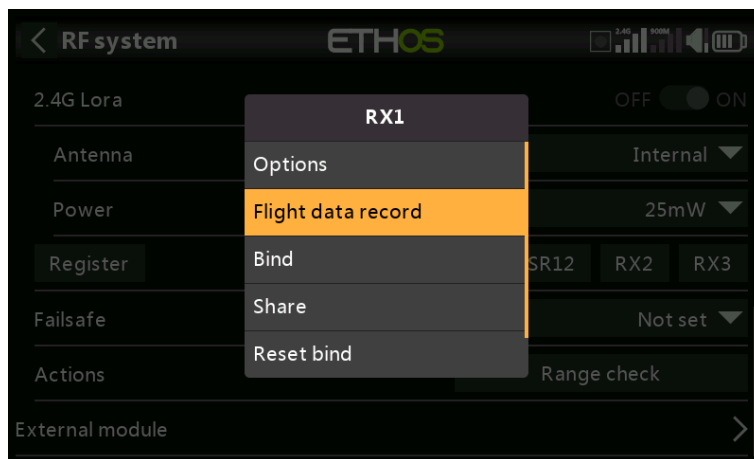 RF system
ETHOS
2.4G 900M
2.4G Lora
OFF ON
RX1
Antenna
Internal
Options
Power
25mW
Flight data record
Register
SR12 RX2 RX3
Bind
Failsafe
Not set
Share
Actions
Range check
Reset bind
External module